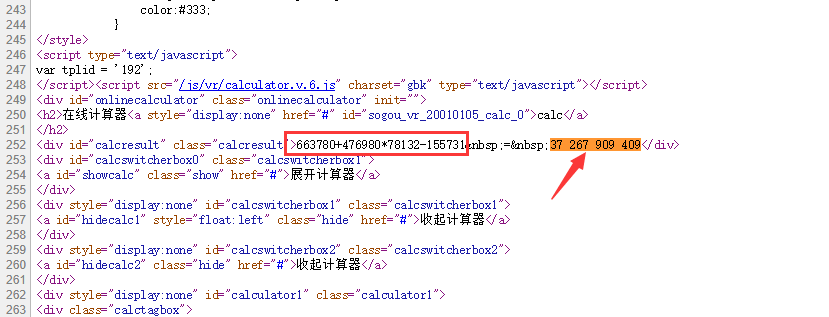 243 color:#333;
244 }
245 </style>
246 <script type="text/javascript">
247 var tplid = '192';
248 </script><script src="/js/vr/calculator.v.6.js" charset="gbk" type="text/javascript"></script>
249 <div id="onlinecalculator" class="onlinecalculator" init="">
250 <h2>在线计算器<a style="display:none" href="#" id="sogou_vr_20010105_calc_0">calc</a>
251 </h2>
252 <div id="calcresult" class="calcresult">663780+476980*78132-155731&nbsp;=&nbsp;37 267 909 409</div>
253 <div id="calcswitcherbox0" class="calcswitcherbox1">
254 <a id="showcalc" class="show" href="#">展开计算器</a>
255 </div>
256 <div style="display:none" id="calcswitcherbox1" class="calcswitcherbox1">
257 <a id="hidecalc1" style="float:left" class="hide" href="#">收起计算器</a>
258 </div>
259 <div style="display:none" id="calcswitcherbox2" class="calcswitcherbox2">
260 <a id="hidecalc2" class="hide" href="#">收起计算器</a>
261 </div>
262 <div style="display:none" id="calculator1" class="calculator1">
263 <div class="calctagbox">